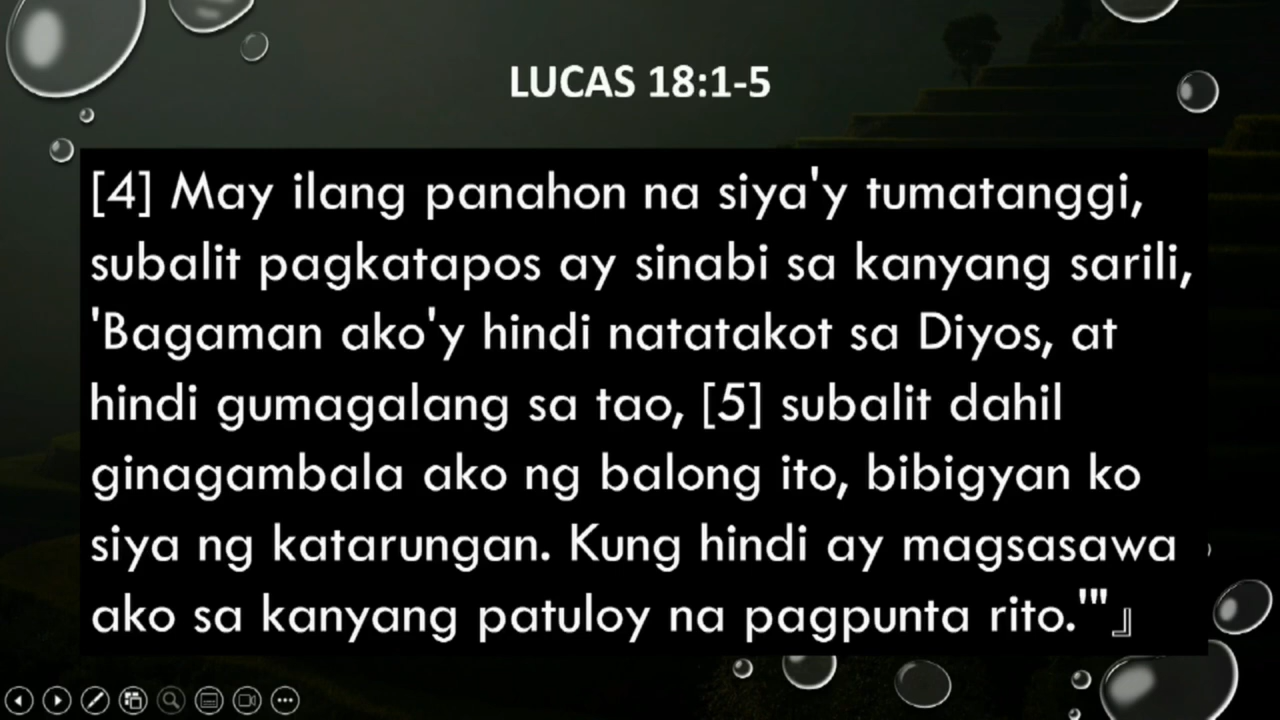 LUCAS 18:1-5
[4] May ilang panahon na siya'y tumatanggi,
subalit pagkatapos ay sinabi sa kanyang sarili,
'Bagaman ako'y hindi natatakot sa Diyos, at
hindi gumagalang sa tao, [5] subalit dahil
ginagambala ako ng balong ito, bibigyan ko
siya ng katarungan. Kung hindi ay magsasawa
ako sa kanyang patuloy na pagpunta rito.'"』